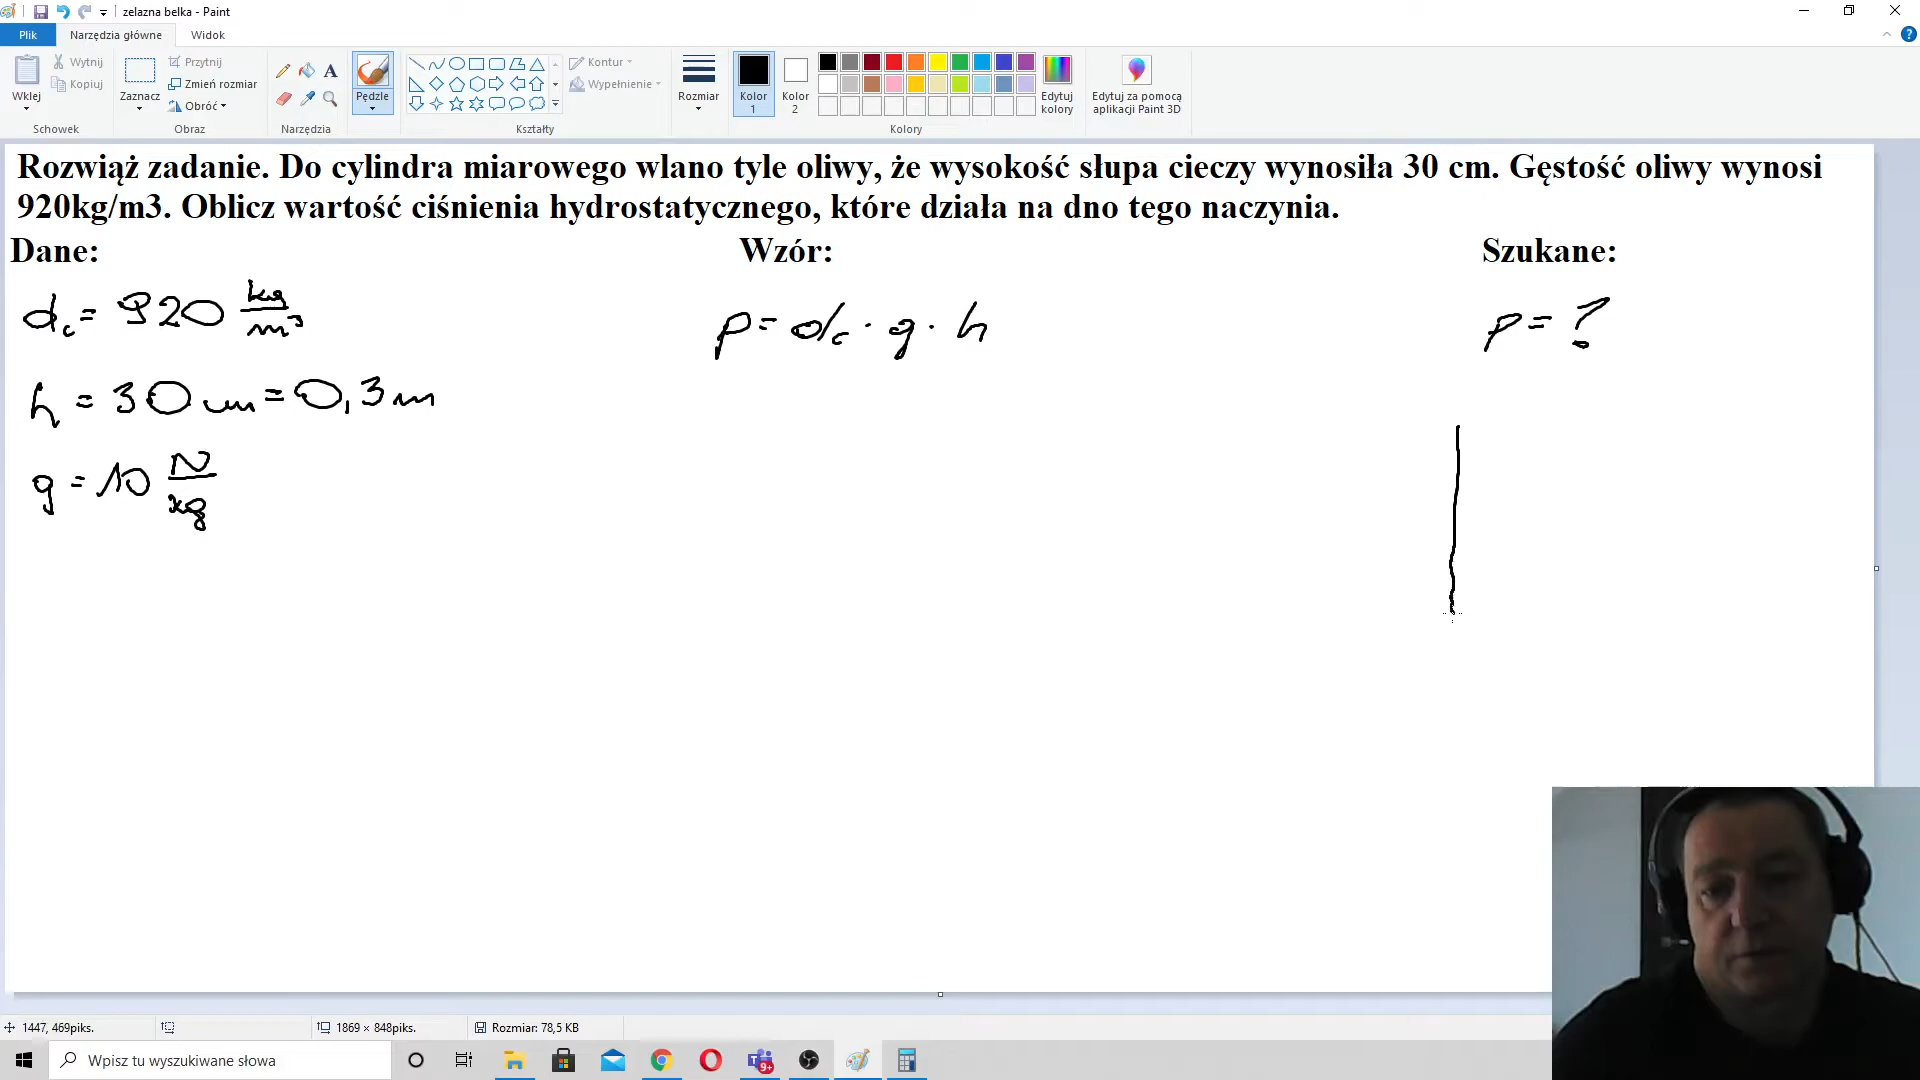 zelazna belka - Paint
Plik Narzędzia główne Widok
Wklej Wytnij Kopiuj Schowek
Zaznacz Przytnij Zmień rozmiar Obróć Obraz
A Narzędzia
Pędzle
Kontur Wypełnienie Kształty
Rozmiar
Kolor 1 Kolor 2 Edytuj kolory Kolory
Edytuj za pomocą aplikacji Paint 3D
Rozwiąż zadanie. Do cylindra miarowego wlano tyle oliwy, że wysokość słupa cieczy wynosiła 30 cm. Gęstość oliwy wynosi
920kg/m3. Oblicz wartość ciśnienia hydrostatycznego, które działa na dno tego naczynia.
Dane: Wzór: Szukane:
dc = 920 kg/m³ p = dc · g · h p = ?
h = 30 cm = 0,3 m
g = 10 N/kg
1447, 469piks. 1869 × 848piks. Rozmiar: 78,5 KB
Wpisz tu wyszukiwane słowa 9+